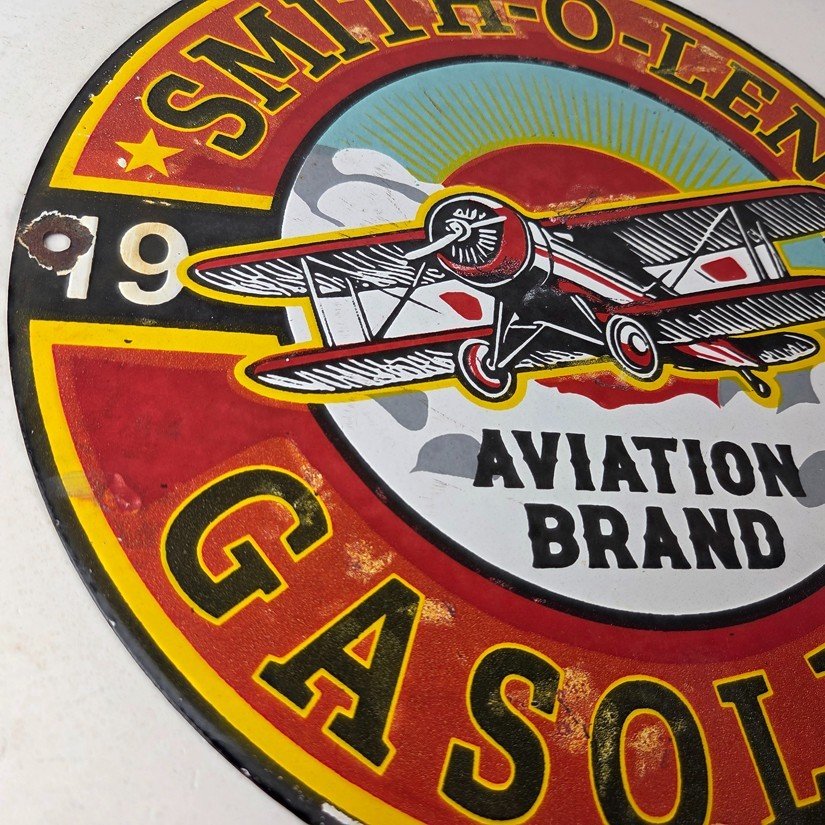 SMITH-O-LEN
19
AVIATION
BRAND
GASOL